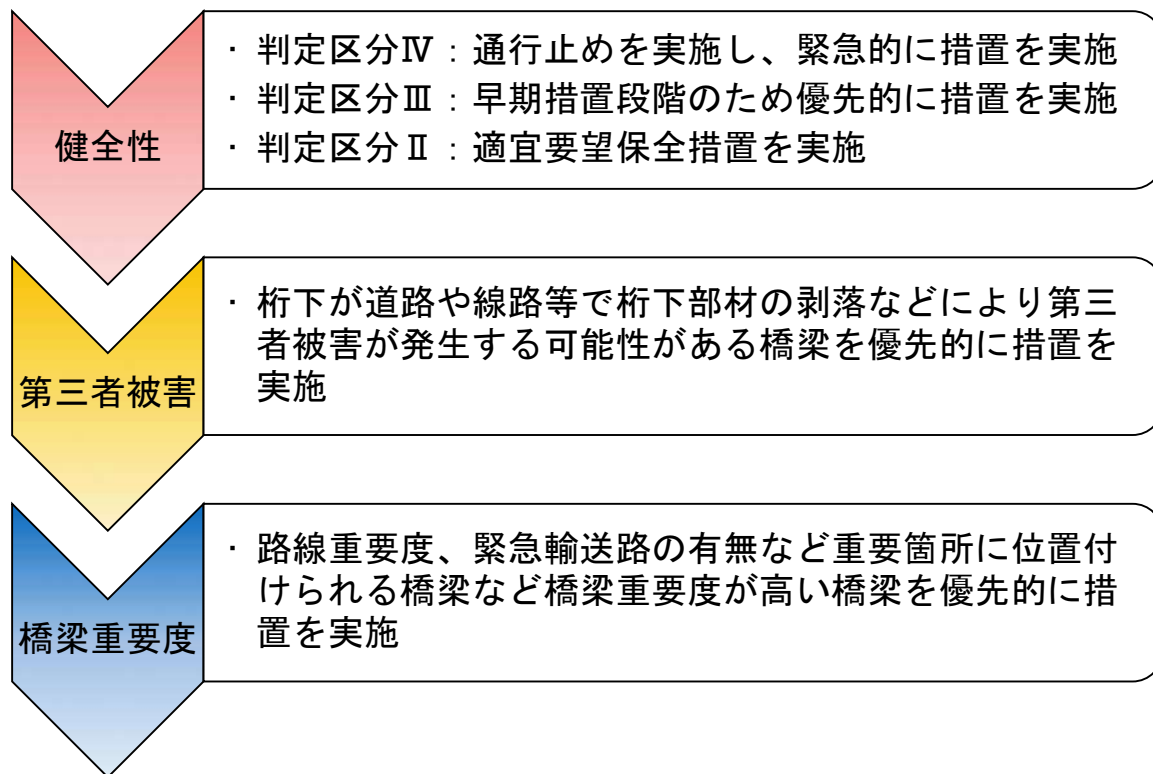 健全性
・判定区分Ⅳ：通行止めを実施し、緊急的に措置を実施
・判定区分Ⅲ：早期措置段階のため優先的に措置を実施
・判定区分Ⅱ：適宜要望保全措置を実施
第三者被害
・桁下が道路や線路等で桁下部材の剥落などにより第三
者被害が発生する可能性がある橋梁を優先的に措置を
実施
橋梁重要度
・路線重要度、緊急輸送路の有無など重要箇所に位置付
けられる橋梁など橋梁重要度が高い橋梁を優先的に措
置を実施